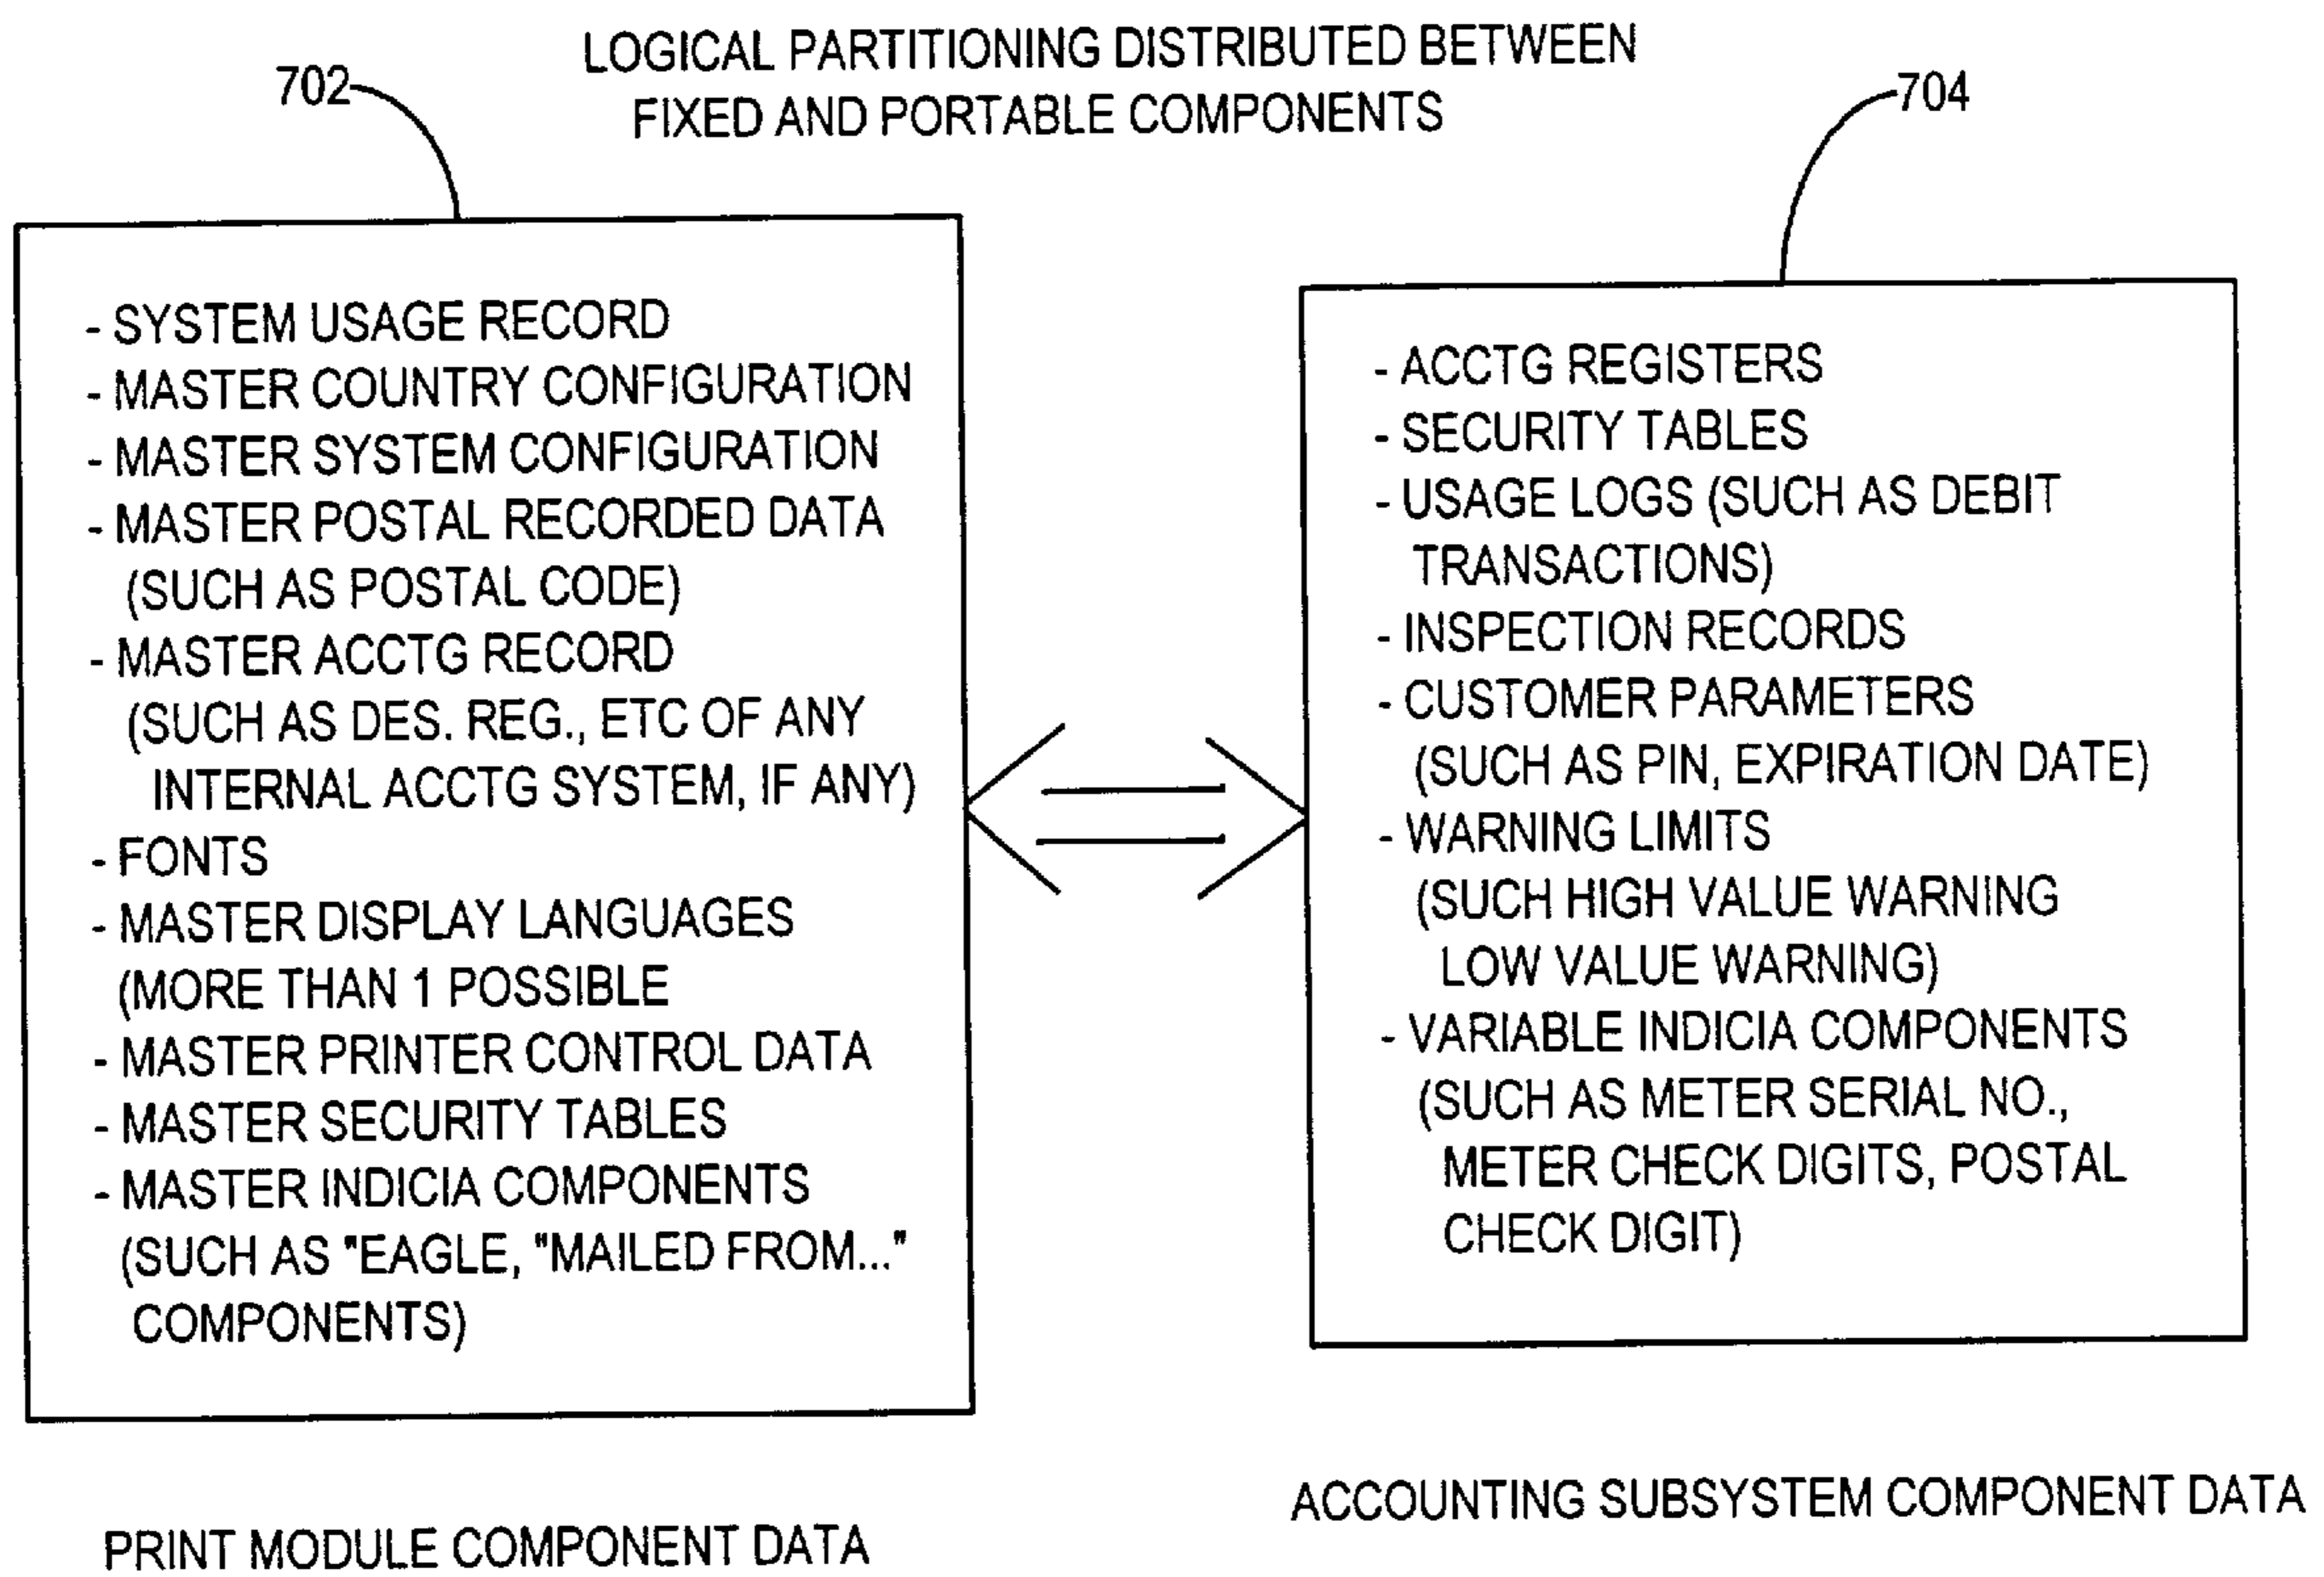 LOGICAL PARTITIONING DISTRIBUTED BETWEEN
FIXED AND PORTABLE COMPONENTS
702
704
- SYSTEM USAGE RECORD
- MASTER COUNTRY CONFIGURATION
- MASTER SYSTEM CONFIGURATION
- MASTER POSTAL RECORDED DATA
(SUCH AS POSTAL CODE)
- MASTER ACCTG RECORD
(SUCH AS DES. REG., ETC OF ANY
INTERNAL ACCTG SYSTEM, IF ANY)
- FONTS
- MASTER DISPLAY LANGUAGES
(MORE THAN 1 POSSIBLE
- MASTER PRINTER CONTROL DATA
- MASTER SECURITY TABLES
- MASTER INDICIA COMPONENTS
(SUCH AS "EAGLE, "MAILED FROM..."
COMPONENTS)
PRINT MODULE COMPONENT DATA
- ACCTG REGISTERS
- SECURITY TABLES
- USAGE LOGS (SUCH AS DEBIT
TRANSACTIONS)
- INSPECTION RECORDS
- CUSTOMER PARAMETERS
(SUCH AS PIN, EXPIRATION DATE)
- WARNING LIMITS
(SUCH HIGH VALUE WARNING
LOW VALUE WARNING)
- VARIABLE INDICIA COMPONENTS
(SUCH AS METER SERIAL NO.,
METER CHECK DIGITS, POSTAL
CHECK DIGIT)
ACCOUNTING SUBSYSTEM COMPONENT DATA